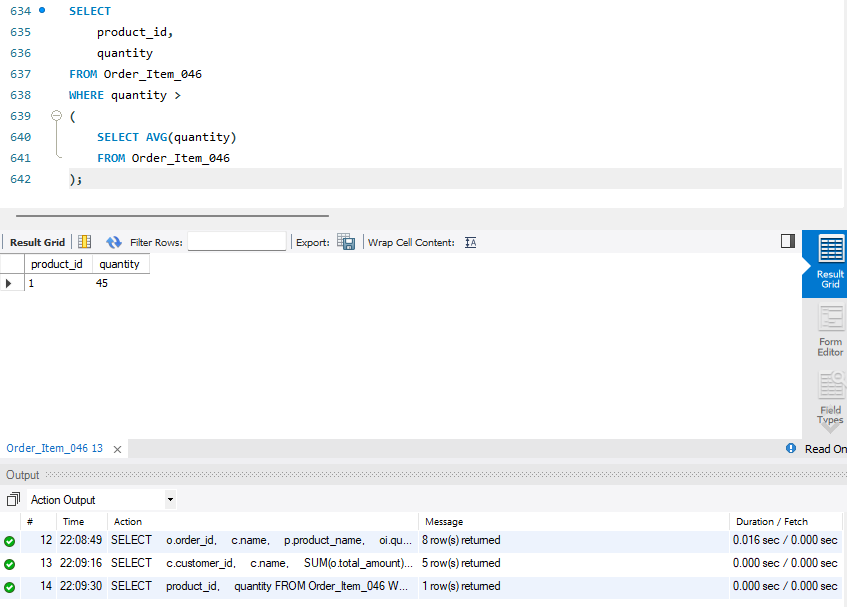 634 SELECT
635 product_id,
636 quantity
637 FROM Order_Item_046
638 WHERE quantity >
639 (
640 SELECT AVG(quantity)
641 FROM Order_Item_046
642 );
Result Grid Filter Rows: Export: Wrap Cell Content: IA
product_id quantity
1 45
Result Grid
Form Editor
Field Types
Order_Item_046 13 Read On
Output
Action Output
# Time Action Message Duration / Fetch
12 22:08:49 SELECT o.order_id, c.name, p.product_name, oi.qu... 8 row(s) returned 0.016 sec / 0.000 sec
13 22:09:16 SELECT c.customer_id, c.name, SUM(o.total_amount)... 5 row(s) returned 0.000 sec / 0.000 sec
14 22:09:30 SELECT product_id, quantity FROM Order_Item_046 W... 1 row(s) returned 0.000 sec / 0.000 sec